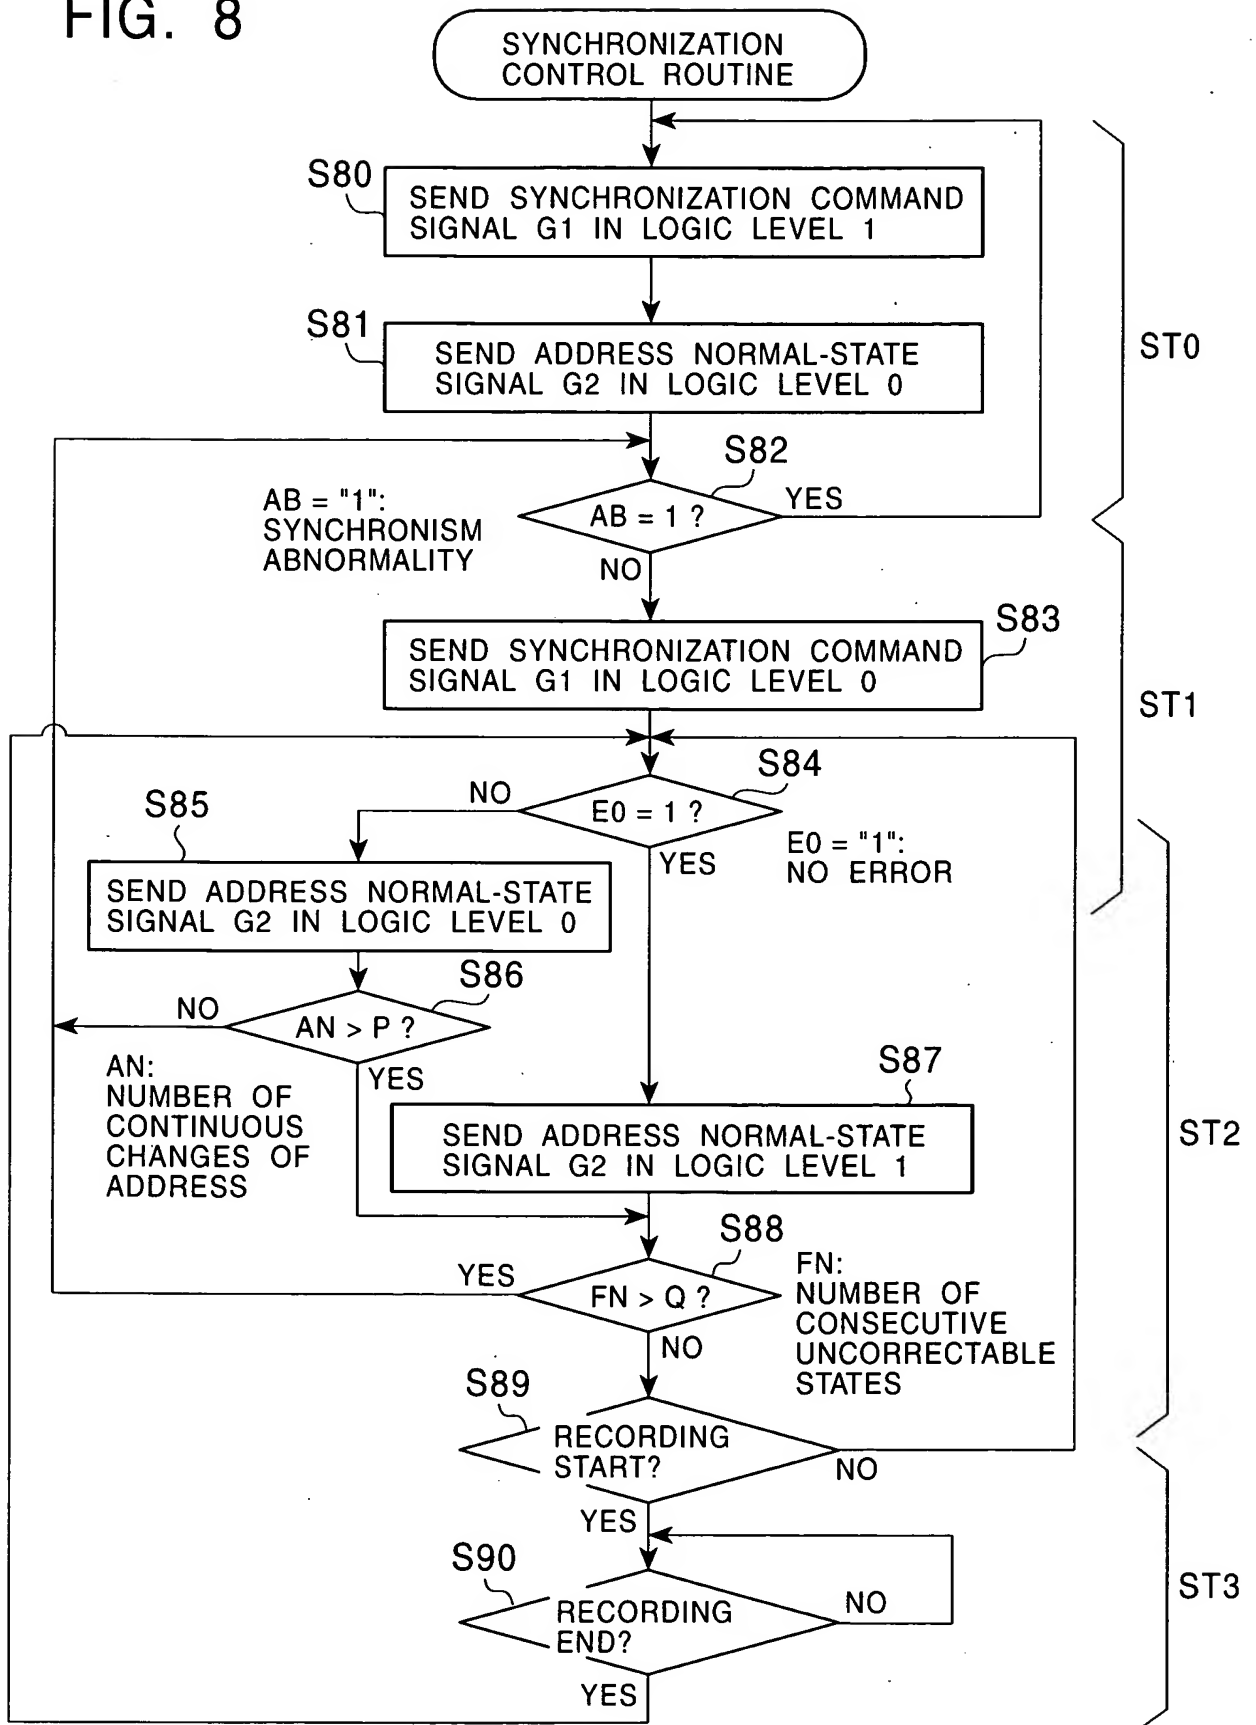 FIG. 8
SYNCHRONIZATION
CONTROL ROUTINE
S80
SEND SYNCHRONIZATION COMMAND
SIGNAL G1 IN LOGIC LEVEL 1
S81
SEND ADDRESS NORMAL-STATE
SIGNAL G2 IN LOGIC LEVEL 0
ST0
S82
AB = 1 ?
YES
AB = "1":
SYNCHRONISM
ABNORMALITY
NO
S83
SEND SYNCHRONIZATION COMMAND
SIGNAL G1 IN LOGIC LEVEL 0
ST1
S84
E0 = 1 ?
NO
YES
E0 = "1":
NO ERROR
S85
SEND ADDRESS NORMAL-STATE
SIGNAL G2 IN LOGIC LEVEL 0
S86
AN > P ?
NO
YES
AN:
NUMBER OF
CONTINUOUS
CHANGES OF
ADDRESS
S87
SEND ADDRESS NORMAL-STATE
SIGNAL G2 IN LOGIC LEVEL 1
ST2
S88
FN > Q ?
YES
NO
FN:
NUMBER OF
CONSECUTIVE
UNCORRECTABLE
STATES
S89
RECORDING
START?
NO
YES
S90
RECORDING
END?
NO
YES
ST3